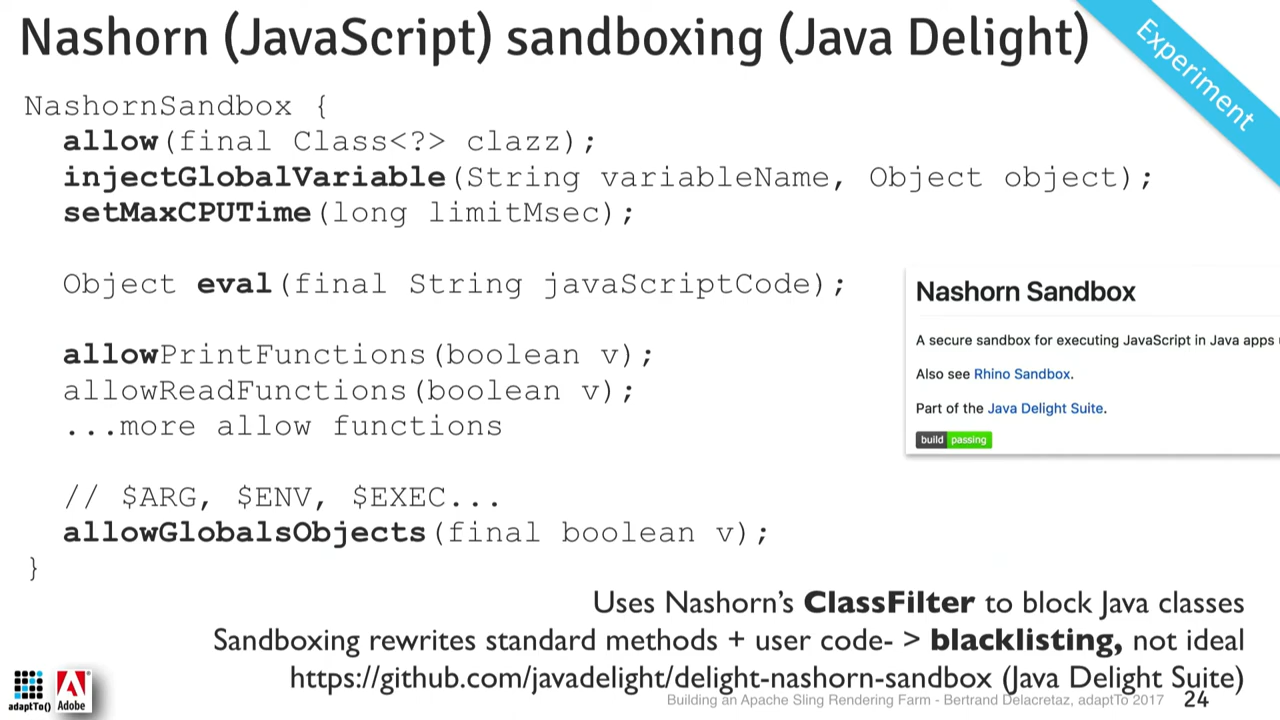 Nashorn (JavaScript) sandboxing (Java Delight)
Experiment
NashornSandbox {
allow(final Class<?> clazz);
injectGlobalVariable(String variableName, Object object);
setMaxCPUTime(long limitMsec);
Object eval(final String javaScriptCode);
allowPrintFunctions(boolean v);
allowReadFunctions(boolean v);
...more allow functions
// $ARG, $ENV, $EXEC...
allowGlobalsObjects(final boolean v);
}
Nashorn Sandbox
A secure sandbox for executing JavaScript in Java apps
Also see Rhino Sandbox.
Part of the Java Delight Suite.
build passing
Uses Nashorn's ClassFilter to block Java classes
Sandboxing rewrites standard methods + user code- > blacklisting, not ideal
https://github.com/javadelight/delight-nashorn-sandbox (Java Delight Suite)
Building an Apache Sling Rendering Farm - Bertrand Delacretaz, adaptTo 2017 24
adaptTo() Adobe